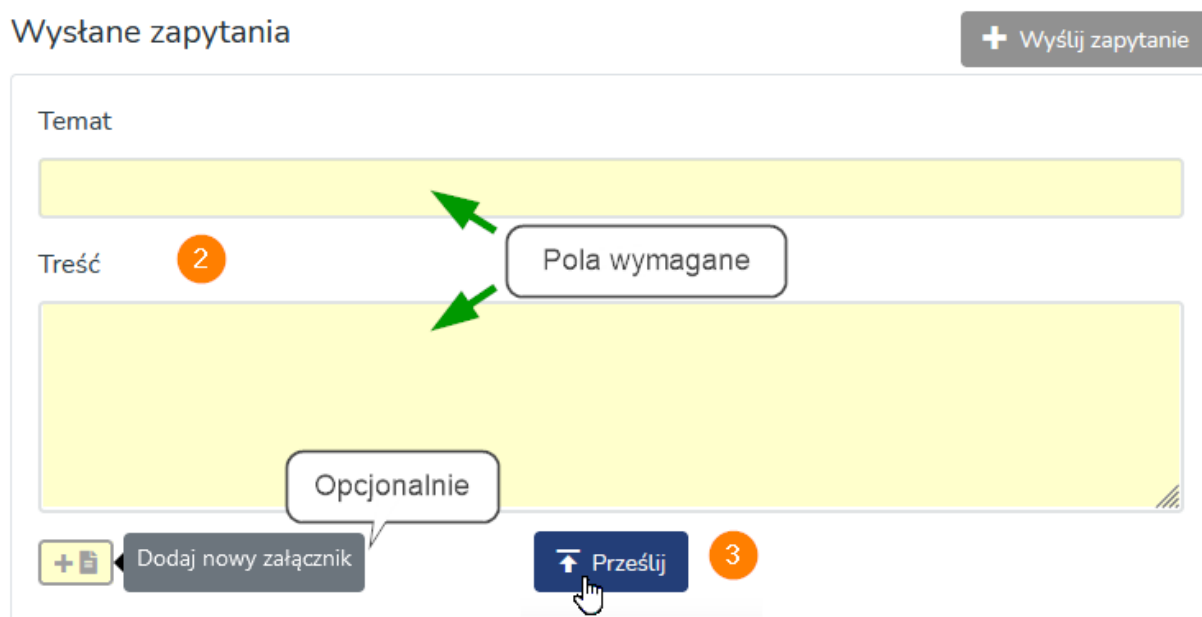 Wysłane zapytania
Wyślij zapytanie
Temat
Treść
2
Pola wymagane
Opcjonalnie
Dodaj nowy załącznik
Prześlij
3